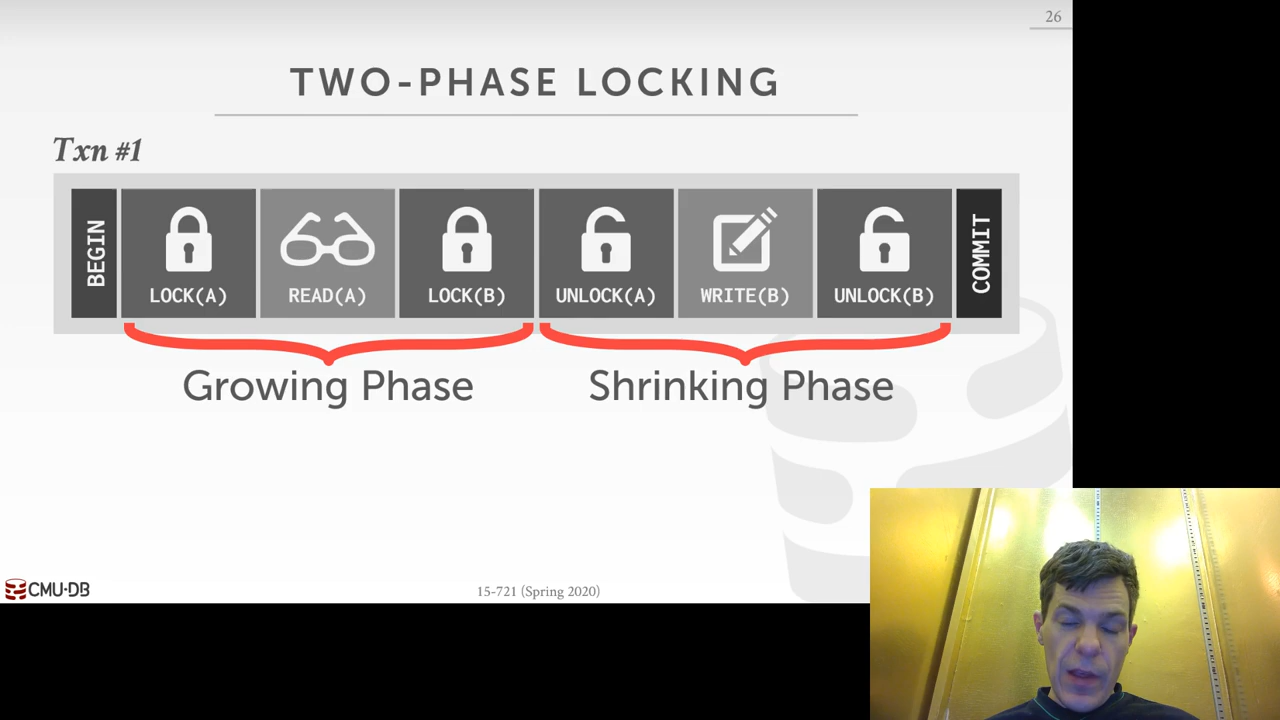 26
TWO-PHASE LOCKING
Txn #1
BEGIN
LOCK(A)
READ(A)
LOCK(B)
UNLOCK(A)
WRITE(B)
UNLOCK(B)
COMMIT
Growing Phase
Shrinking Phase
CMU·DB
15-721 (Spring 2020)